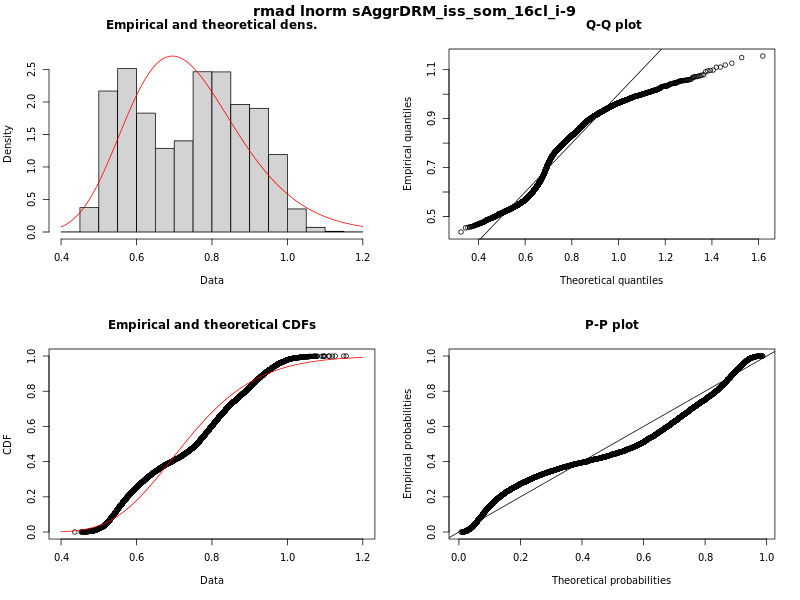 rmad lnorm sAggrDRM_iss_som_16cl_i-9
Empirical and theoretical dens.
Density
0.0 0.5 1.0 1.5 2.0 2.5
0.4 0.6 0.8 1.0 1.2
Data
Q-Q plot
Empirical quantiles
0.5 0.7 0.9 1.1
0.4 0.6 0.8 1.0 1.2 1.4 1.6
Theoretical quantiles
Empirical and theoretical CDFs
CDF
0.0 0.2 0.4 0.6 0.8 1.0
0.4 0.6 0.8 1.0 1.2
Data
P-P plot
Empirical probabilities
0.0 0.2 0.4 0.6 0.8 1.0
0.0 0.2 0.4 0.6 0.8 1.0
Theoretical probabilities